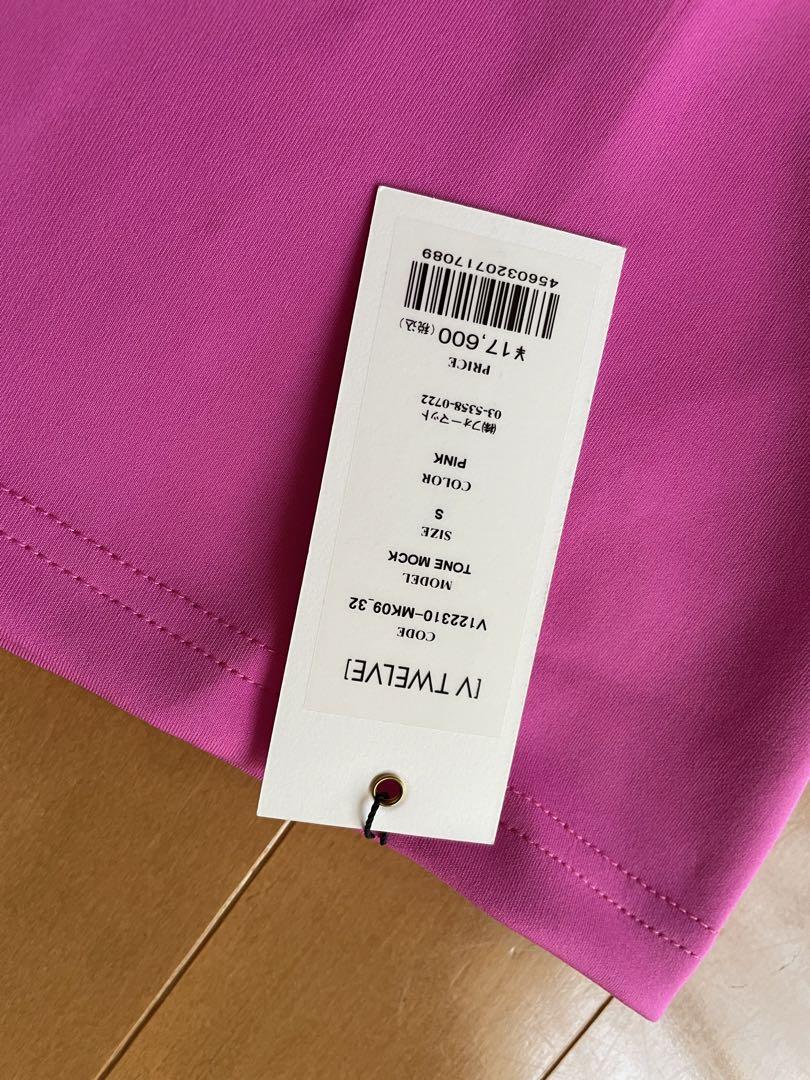 [V TWELVE]
CODE
V122310-MK09_32
MODEL
TONE MOCK
SIZE
S
COLOR
PINK
㈱フォーマット
03-5358-0722
PRICE
¥17,600(税込)
4560320717089